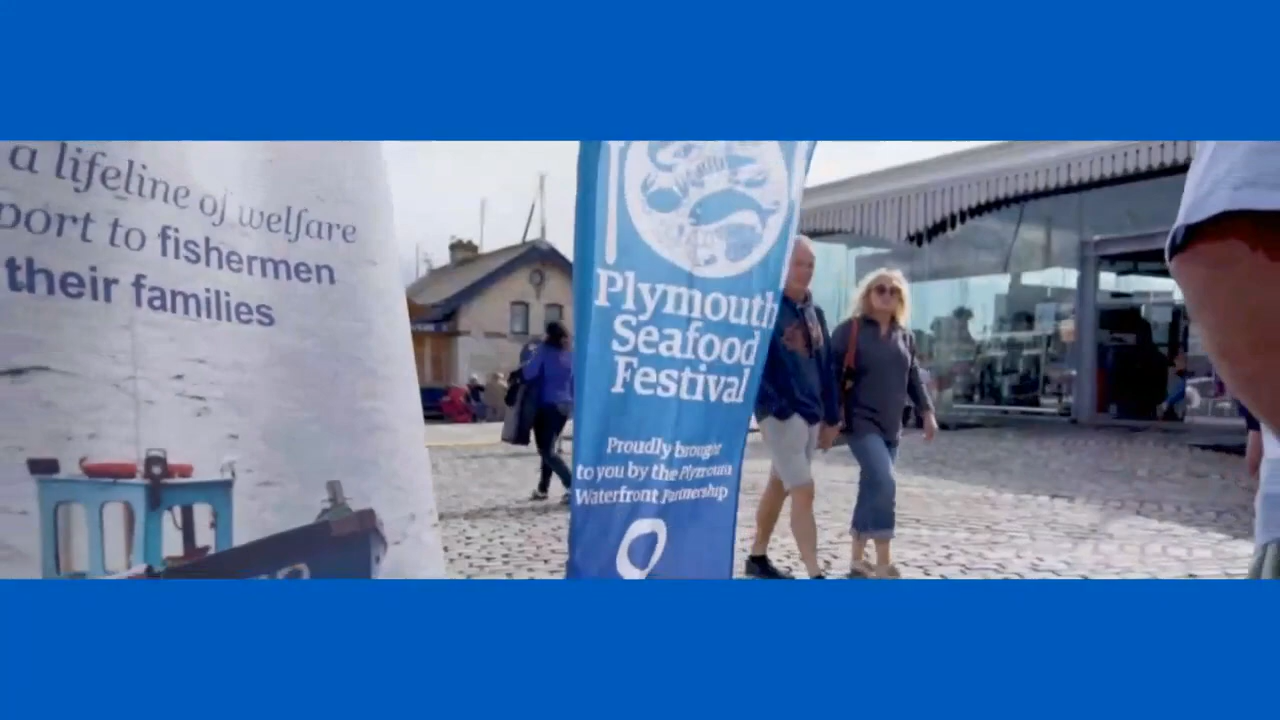 a lifeline of welfare
port to fishermen
their families
Plymouth
Seafood
Festival
Proudly brought
to you by the Plymouth
Waterfront Partnership